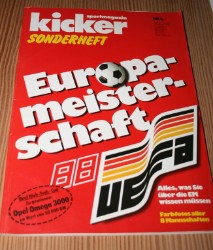 sportmagazin
kicker
SONDERHEFT
Europa-
meister-
schaft
88
UEFA
Alles, was Sie
über die EM
wissen müssen
Farbfotos aller
8 Mannschaften
Opel Omega 3000